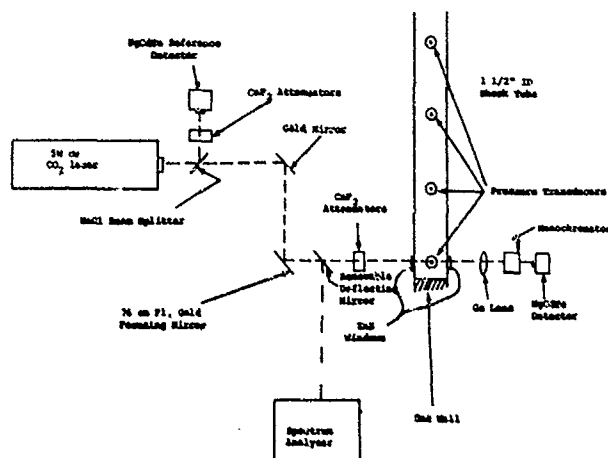 HgCdTe Reference
Detector
CaF2 Attenuators
Gold Mirror
5W cw
CO2 laser
NaCl Beam Splitter
CaF2
Attenuators
76 cm Fl, Gold
Focusing Mirror
Removable
Deflecting
Mirror
Windows
Spectrum
Analyzer
End Wall
1 1/2" ID
Shock Tube
Pressure Transducers
Monochromator
Ge Lens
HgCdTe
Detector